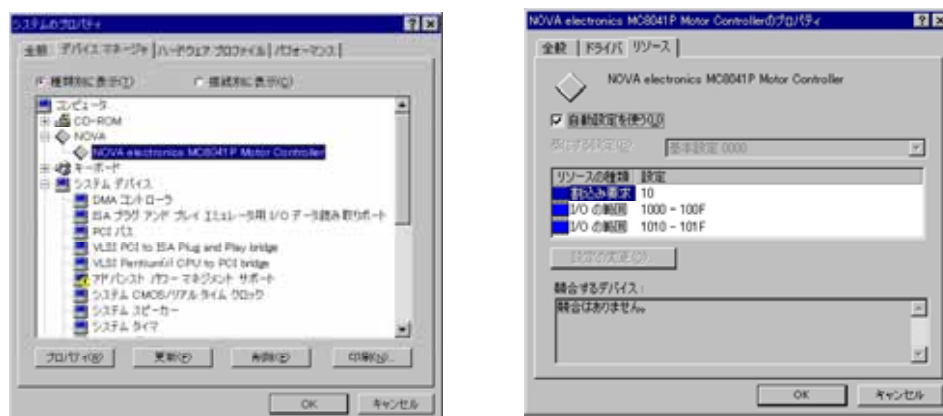 システムのプロパティ
全般
デバイス マネージャ
ハードウェア プロファイル
パフォーマンス
種類別に表示(T)
接続別に表示(C)
コンピュータ
CD-ROM
NOVA
NOVA electronics MC8041P Motor Controller
キーボード
システム デバイス
DMA コントローラ
ISA プラグ アンド プレイ エミュレータ用 I/O データ読み取りポート
PCI バス
VLSI PCI to ISA Plug and Play bridge
VLSI Pentium(r) CPU to PCI bridge
アドバンスト パワー マネジメント サポート
システム CMOS/リアル タイム クロック
システム スピーカー
システム タイマ
プロパティ(R)
更新(F)
削除(E)
印刷(N)...
OK
キャンセル
NOVA electronics MC8041P Motor Controllerのプロパティ
全般
ドライバ
リソース
NOVA electronics MC8041P Motor Controller
自動設定を使う(U)
基本設定 0000
リソースの種類
設定
割込み要求
10
I/O の範囲
1000 - 100F
I/O の範囲
1010 - 101F
設定の変更(C)...
競合するデバイス:
競合はありません。
OK
キャンセル